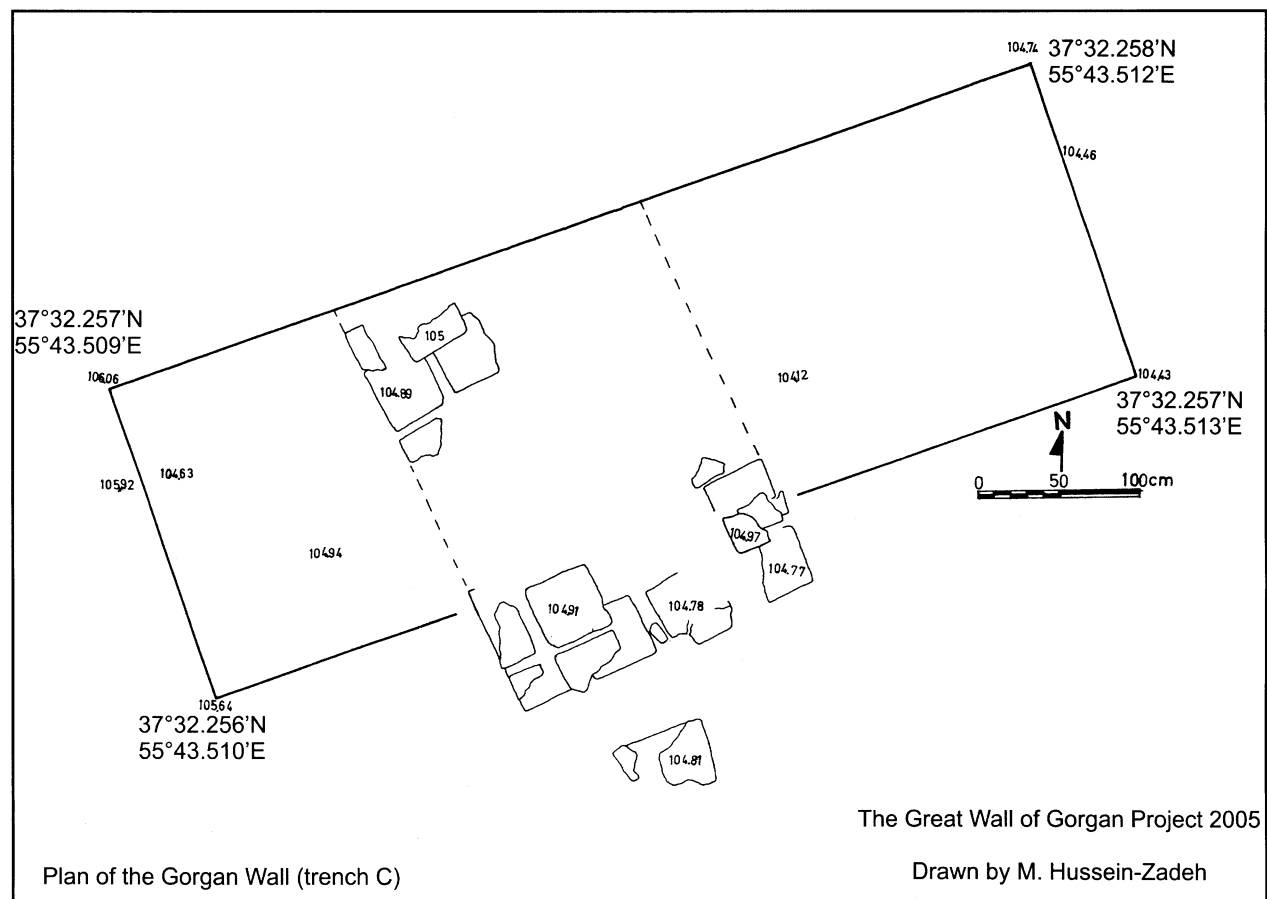 104.74
37°32.258'N
55°43.512'E
104.46
37°32.257'N
55°43.509'E
106.06
105
104.89
104.12
104.43
37°32.257'N
55°43.513'E
N
0 50 100cm
105.92
104.63
104.94
104.97
104.77
104.91
104.78
105.64
37°32.256'N
55°43.510'E
104.81
The Great Wall of Gorgan Project 2005
Plan of the Gorgan Wall (trench C)
Drawn by M. Hussein-Zadeh